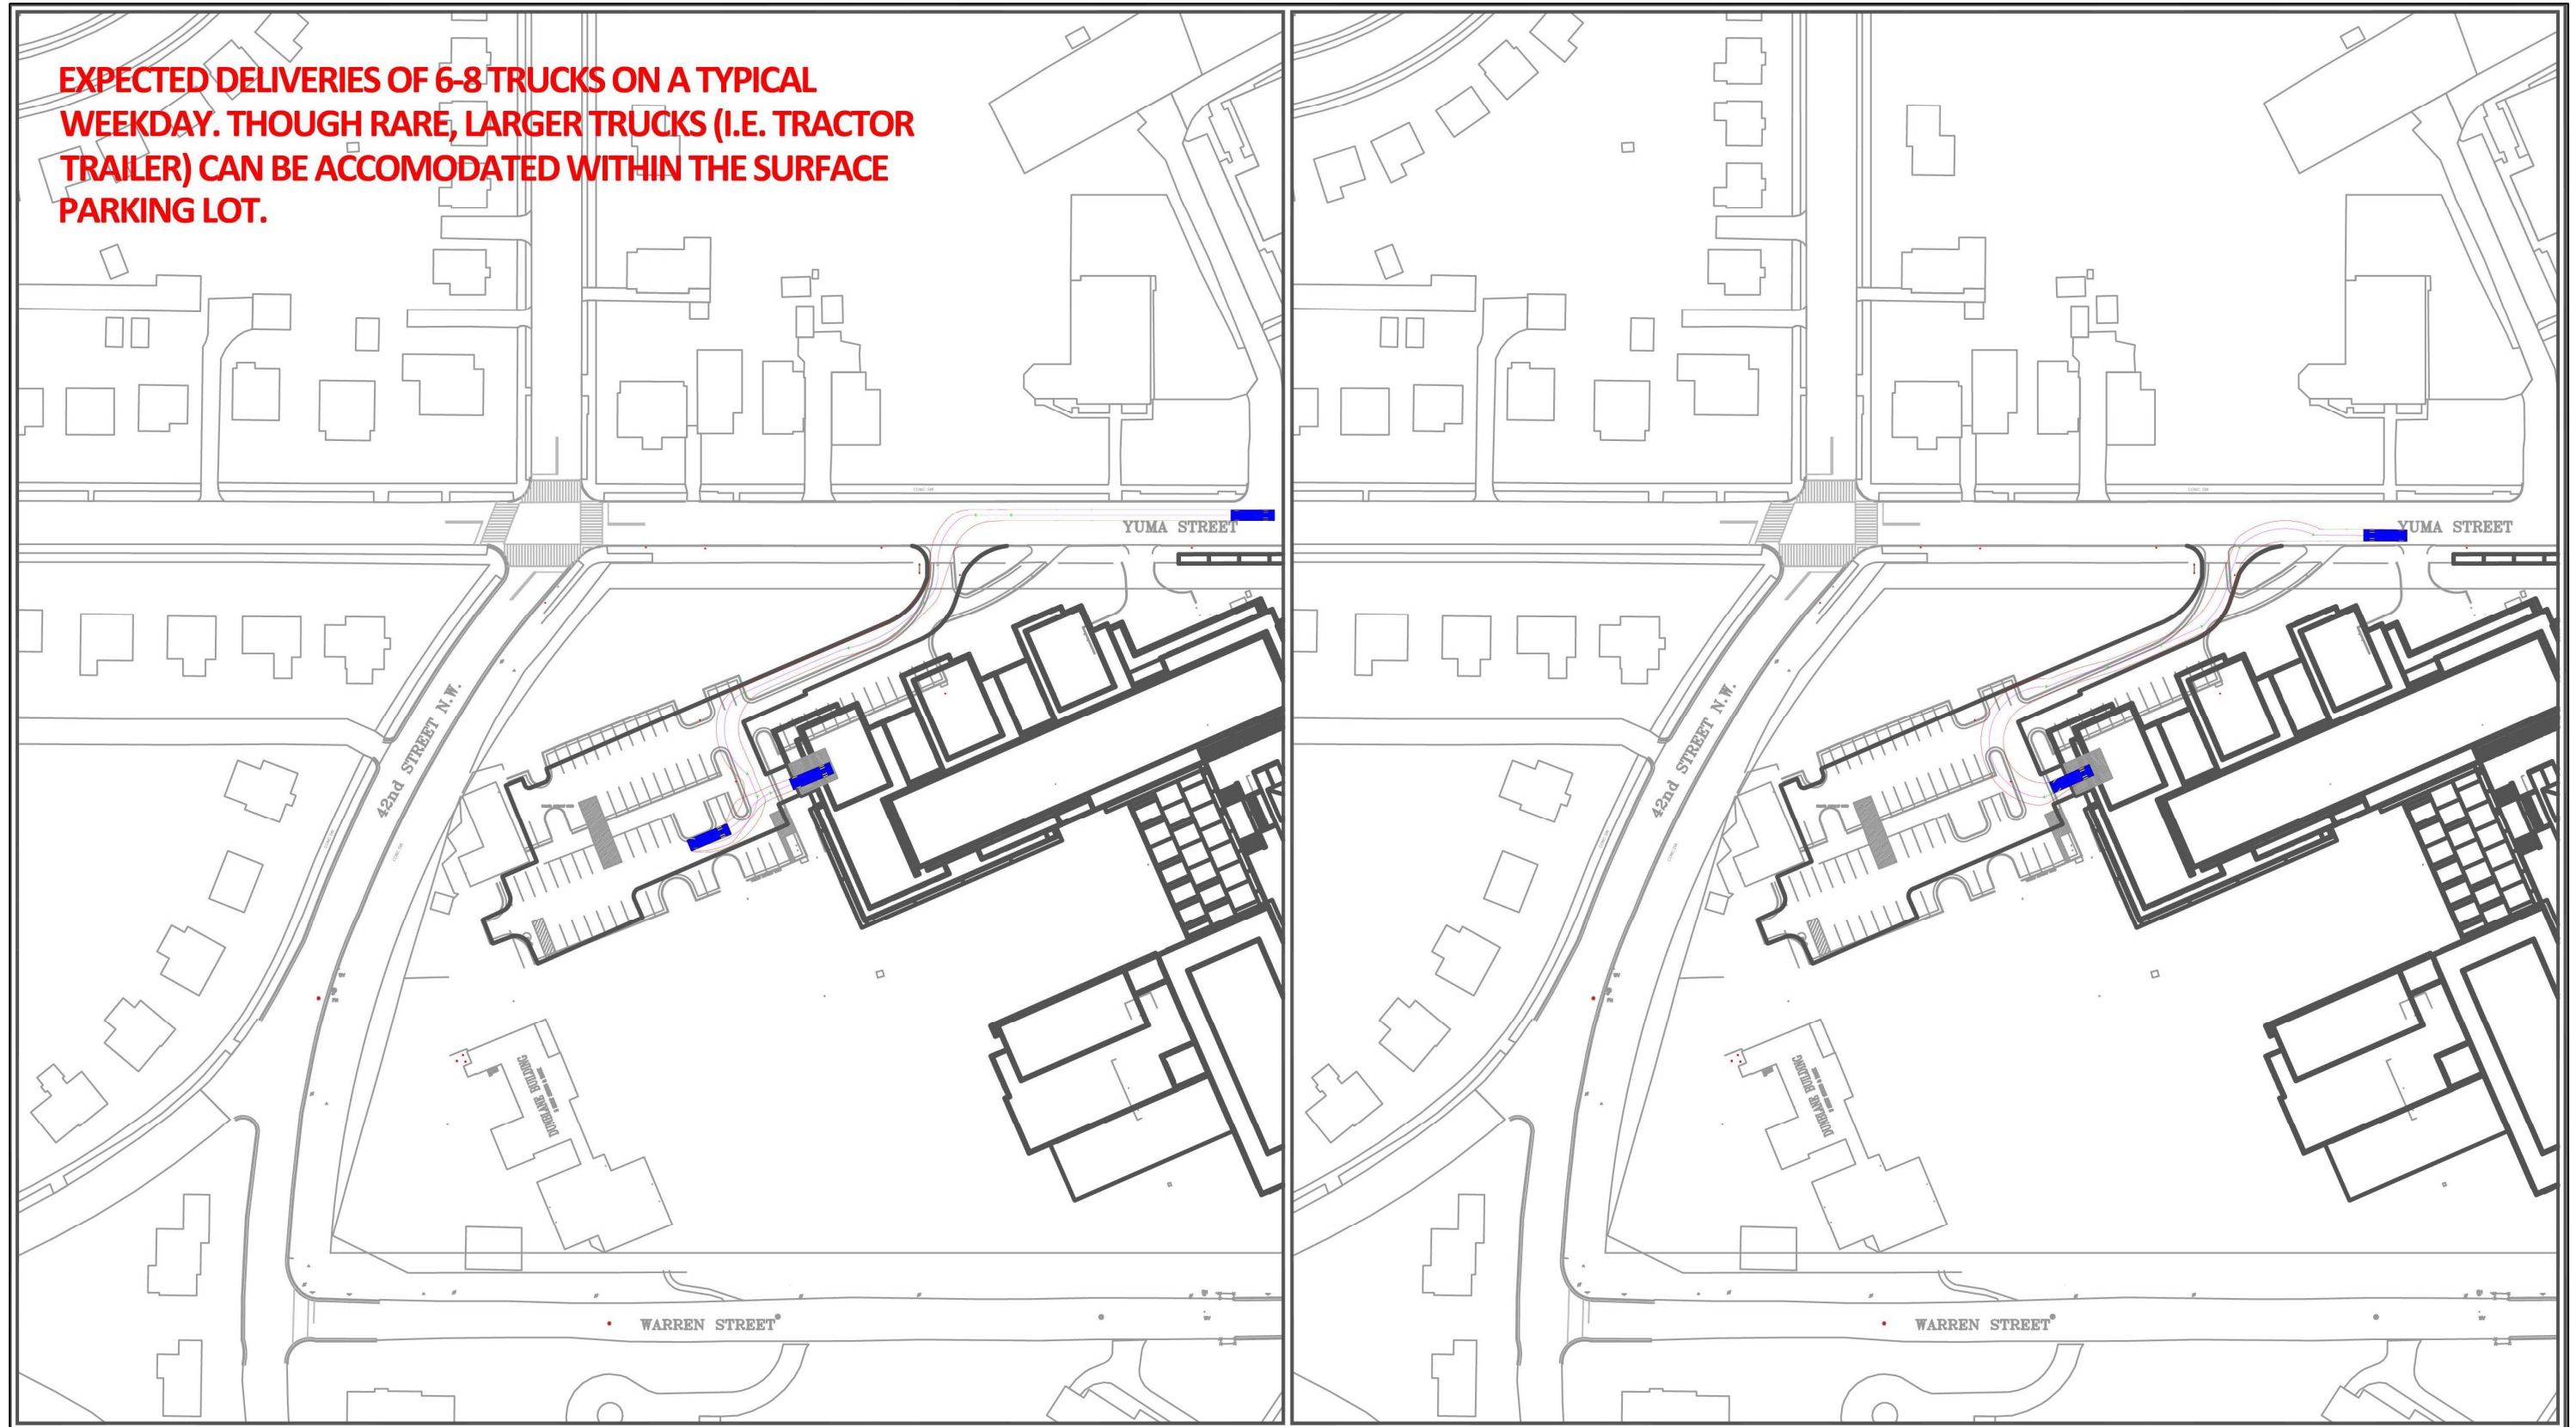 EXPECTED DELIVERIES OF 6-8 TRUCKS ON A TYPICAL
WEEKDAY. THOUGH RARE, LARGER TRUCKS (I.E. TRACTOR
TRAILER) CAN BE ACCOMODATED WITHIN THE SURFACE
PARKING LOT.
YUMA STREET
42nd STREET N.W.
DUNBLANE BUILDING
WARREN STREET
YUMA STREET
42nd STREET N.W.
DUNBLANE BUILDING
WARREN STREET